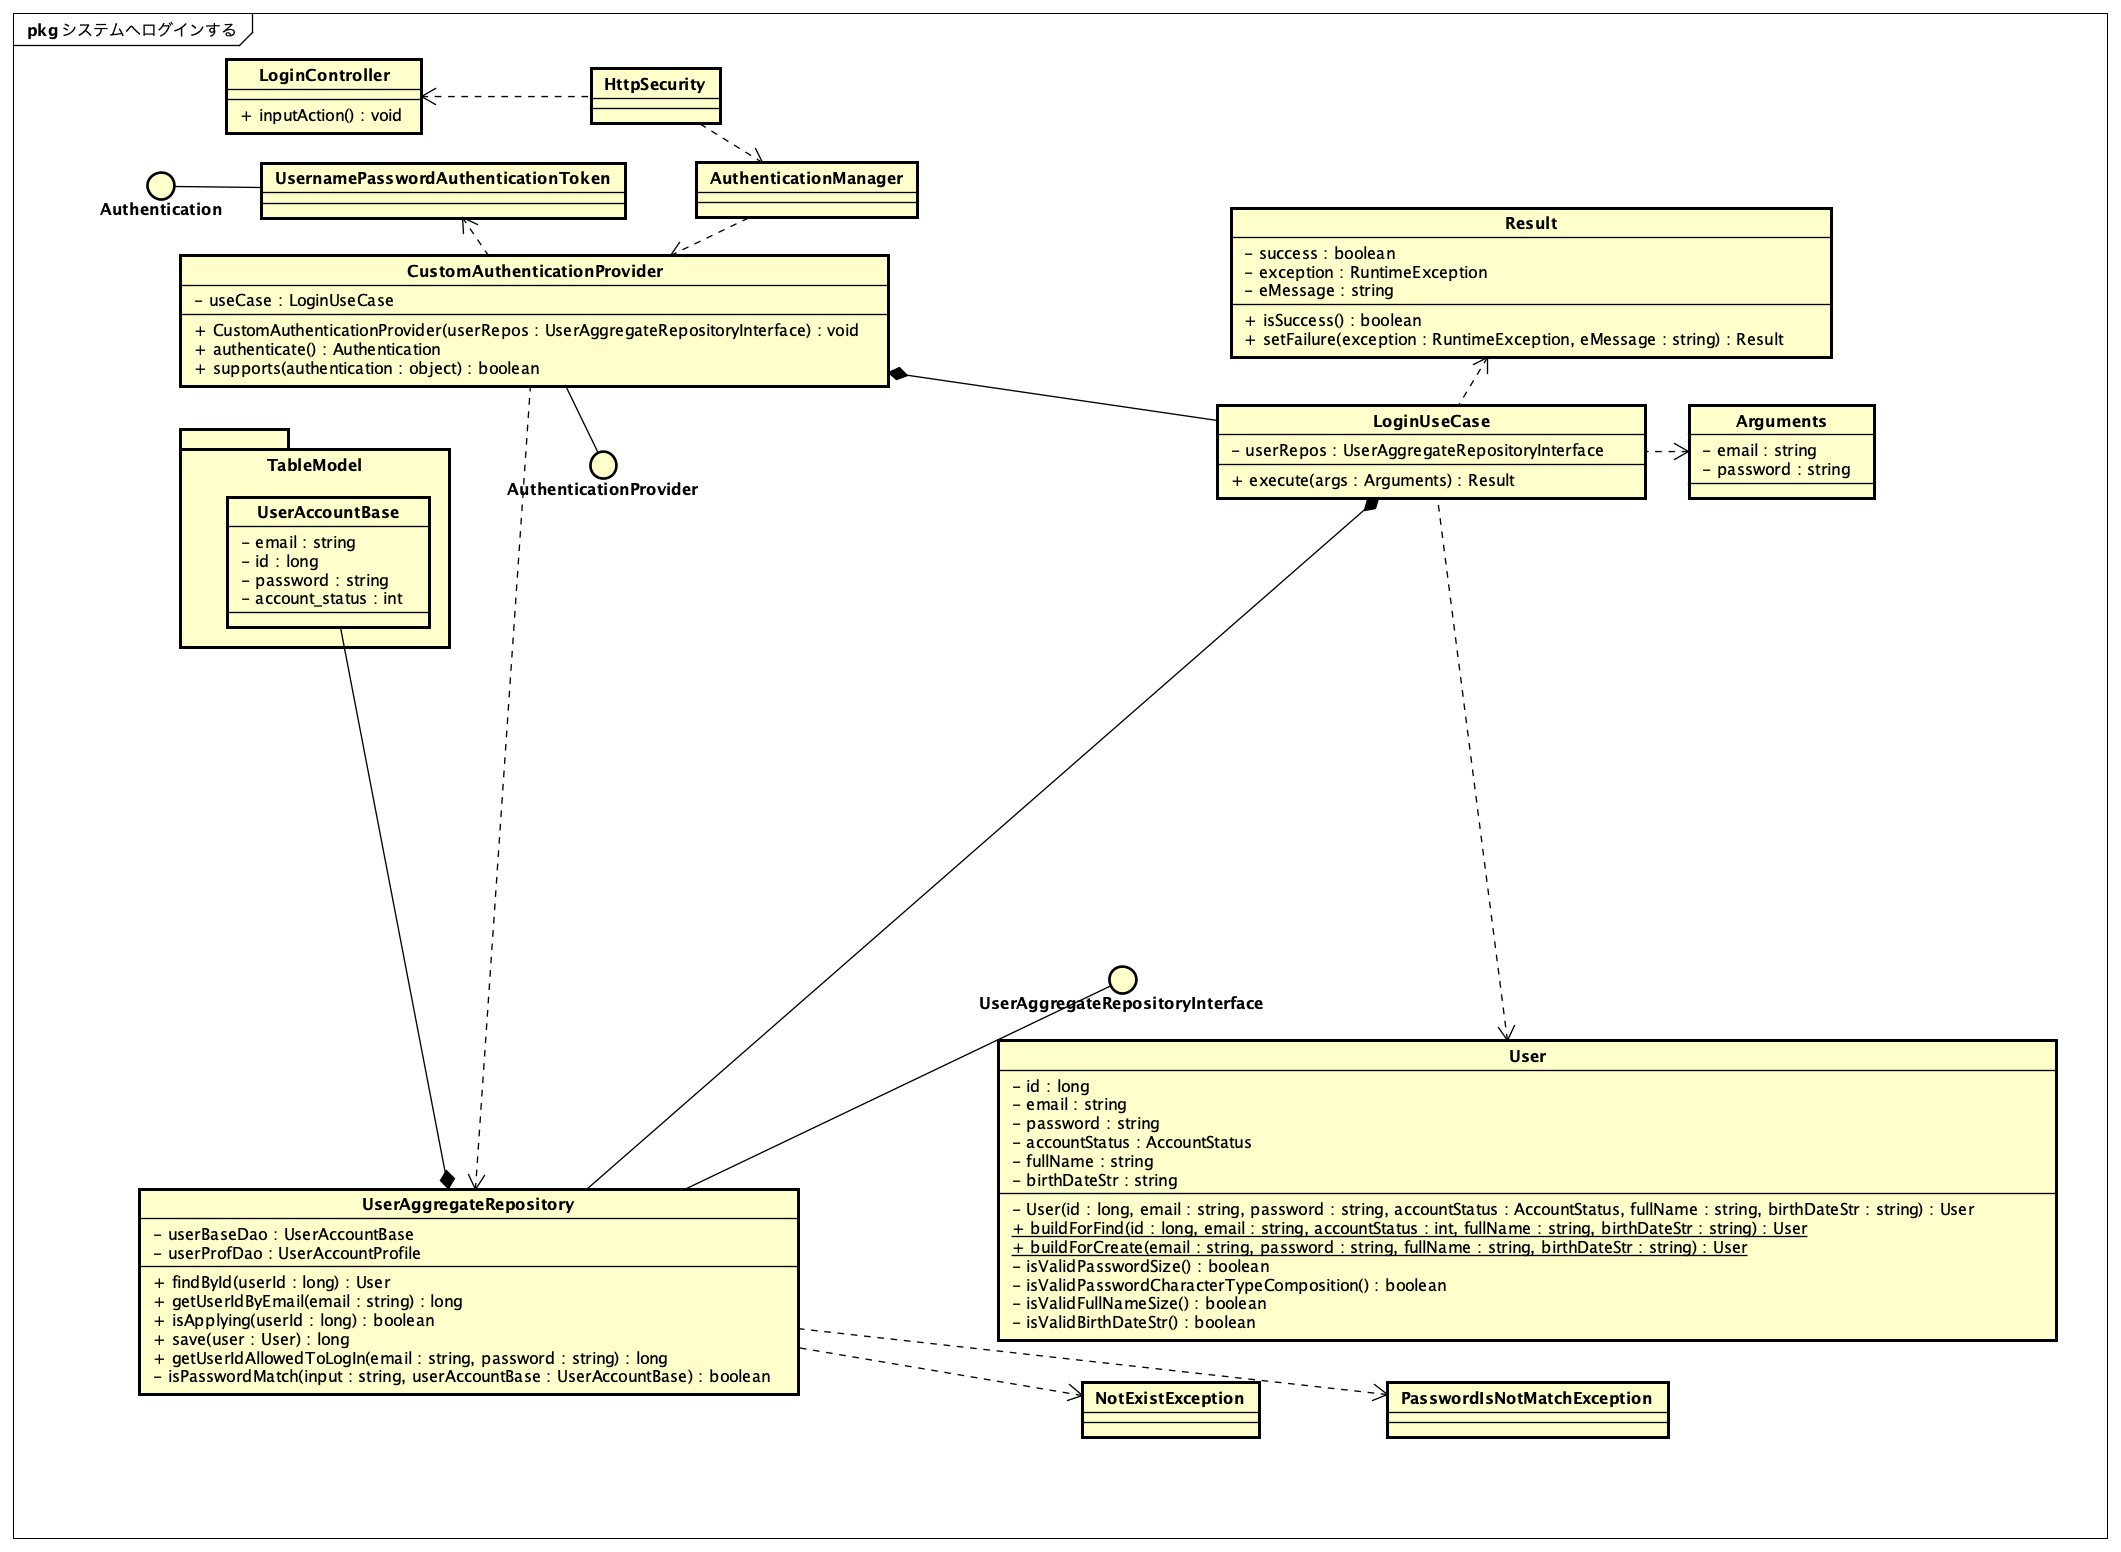 pkg システムへログインする
LoginController
+ inputAction() : void
HttpSecurity
Authentication
UsernamePasswordAuthenticationToken
AuthenticationManager
CustomAuthenticationProvider
- useCase : LoginUseCase
+ CustomAuthenticationProvider(userRepos : UserAggregateRepositoryInterface) : void
+ authenticate() : Authentication
+ supports(authentication : object) : boolean
Result
- success : boolean
- exception : RuntimeException
- eMessage : string
+ isSuccess() : boolean
+ setFailure(exception : RuntimeException, eMessage : string) : Result
LoginUseCase
- userRepos : UserAggregateRepositoryInterface
+ execute(args : Arguments) : Result
Arguments
- email : string
- password : string
TableModel
AuthenticationProvider
UserAccountBase
- email : string
- id : long
- password : string
- account_status : int
UserAggregateRepositoryInterface
User
- id : long
- email : string
- password : string
- accountStatus : AccountStatus
- fullName : string
- birthDateStr : string
- User(id : long, email : string, password : string, accountStatus : AccountStatus, fullName : string, birthDateStr : string) : User
+ buildForFind(id : long, email : string, accountStatus : int, fullName : string, birthDateStr : string) : User
+ buildForCreate(email : string, password : string, fullName : string, birthDateStr : string) : User
- isValidPasswordSize() : boolean
- isValidPasswordCharacterTypeComposition() : boolean
- isValidFullNameSize() : boolean
- isValidBirthDateStr() : boolean
UserAggregateRepository
- userBaseDao : UserAccountBase
- userProfDao : UserAccountProfile
+ findById(userId : long) : User
+ getUserIdByEmail(email : string) : long
+ isApplying(userId : long) : boolean
+ save(user : User) : long
+ getUserIdAllowedToLogIn(email : string, password : string) : long
- isPasswordMatch(input : string, userAccountBase : UserAccountBase) : boolean
NotExistException
PasswordIsNotMatchException